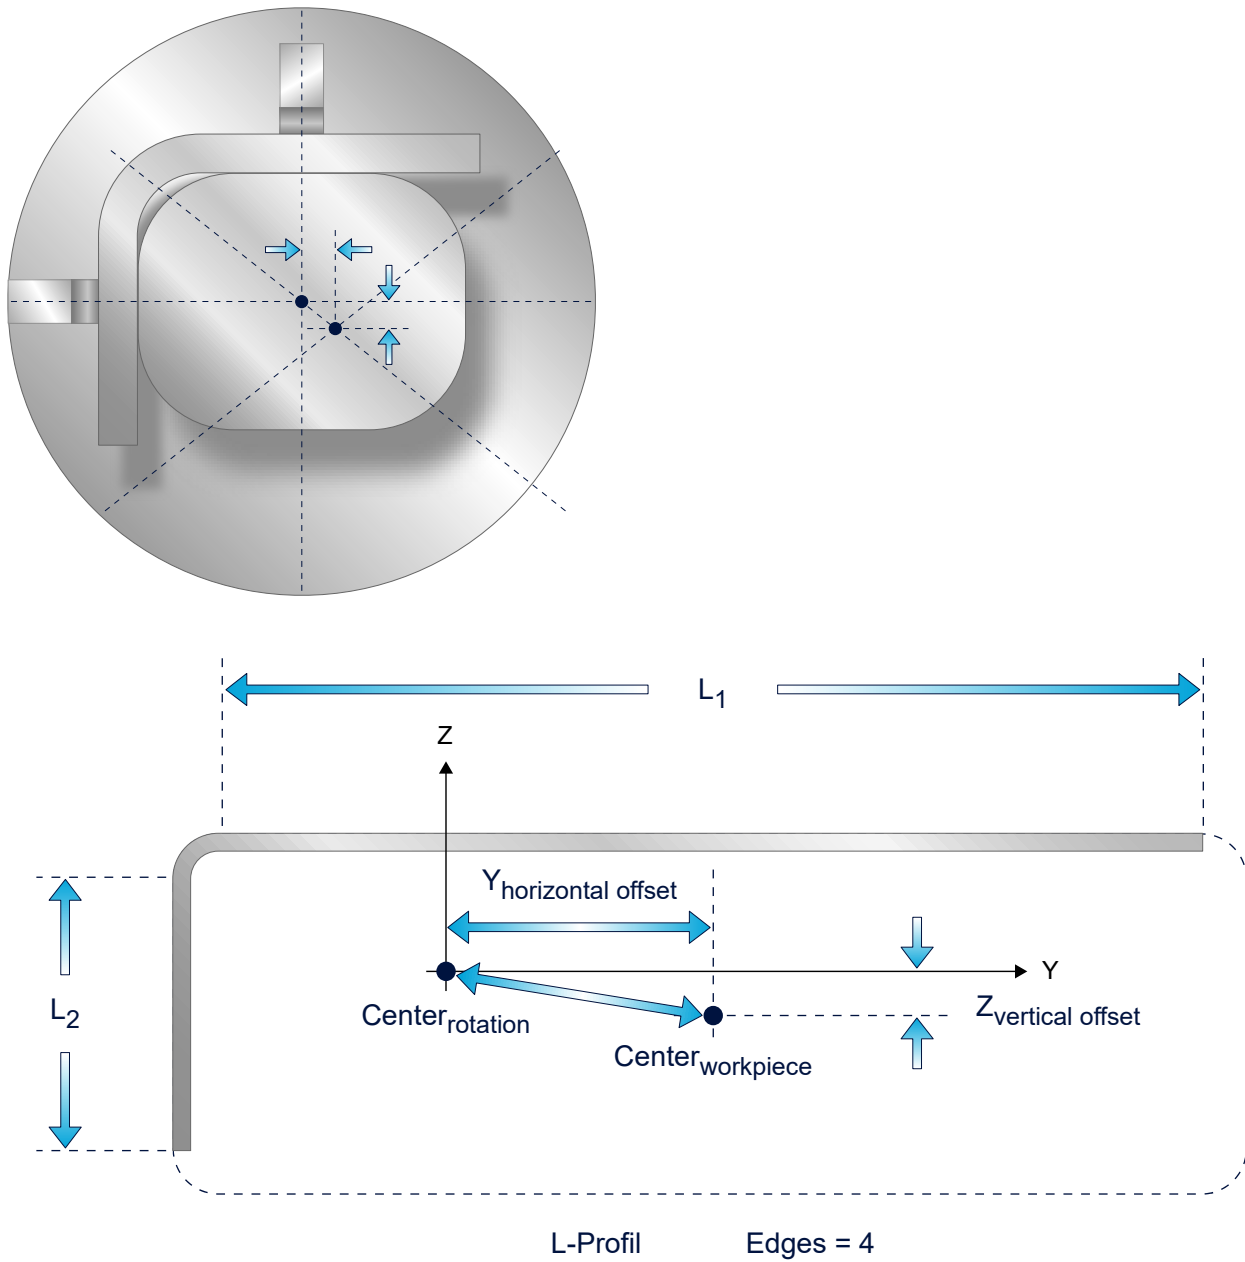 L1
Z
Yhorizontal offset
Y
Centerrotation
Zvertical offset
L2
Centerworkpiece
L-Profil Edges = 4